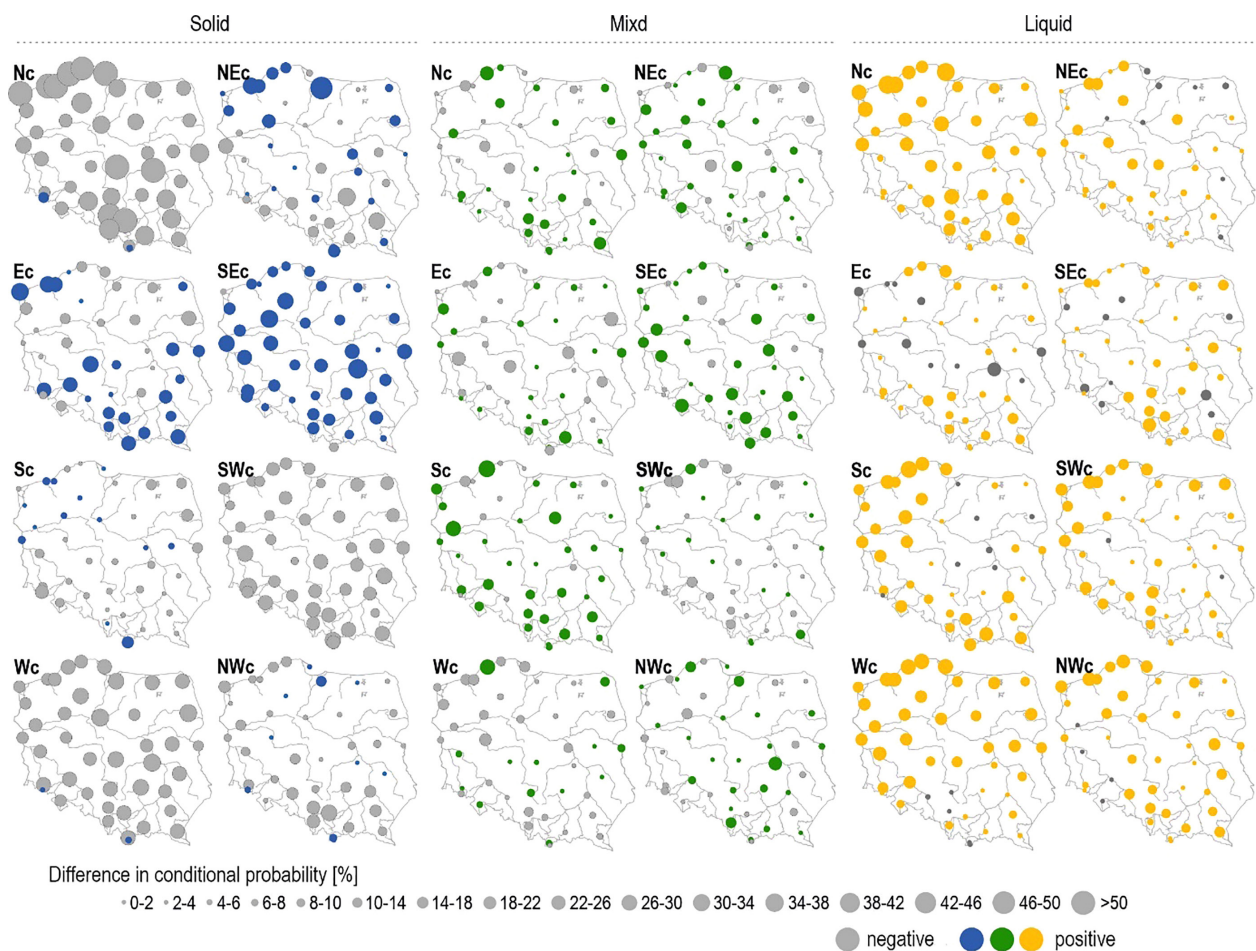 Solid Mixd Liquid
Nc NEc Nc NEc Nc NEc
Ec SEc Ec SEc Ec SEc
Sc SWc Sc SWc Sc SWc
Wc NWc Wc NWc Wc NWc
Difference in conditional probability [%]
0-2 2-4 4-6 6-8 8-10 10-14 14-18 18-22 22-26 26-30 30-34 34-38 38-42 42-46 46-50 >50
negative positive